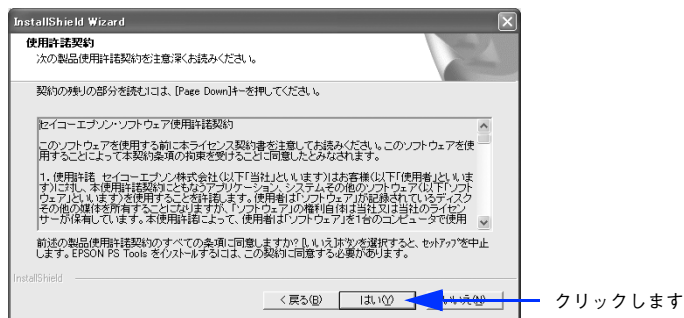 InstallShield Wizard
使用許諾契約
次の製品使用許諾契約を注意深くお読みください。
契約の残りの部分を読むには、[Page Down]キーを押してください。
セイコーエプソン・ソフトウェア使用許諾契約
このソフトウェアを使用する前に本ライセンス契約書を注意してお読みください。このソフトウェアを使
用することによって本契約条項の拘束を受けることに同意したとみなされます。
1. 使用許諾 セイコーエプソン株式会社(以下「当社」といいます)はお客様(以下「使用者」といいま
す)に対し、本使用許諾契約にともなうアプリケーション、システムその他のソフトウェア(以下「ソフト
ウェア」といいます)を使用することを許諾します。使用者は「ソフトウェア」が記録されているディスク
その他の媒体を所有することになりますが、「ソフトウェア」の権利自体は当社又は当社のライセン
サーが保有しています。本使用許諾によって、使用者は「ソフトウェア」を1台のコンピュータで使用
前述の製品使用許諾契約のすべての条項に同意しますか? [いいえ]ボタンを選択すると、セットアップを中止
します。EPSON PS Tools をインストールするには、この契約に同意する必要があります。
InstallShield
< 戻る(B) はい(Y) いいえ(N)
クリックします